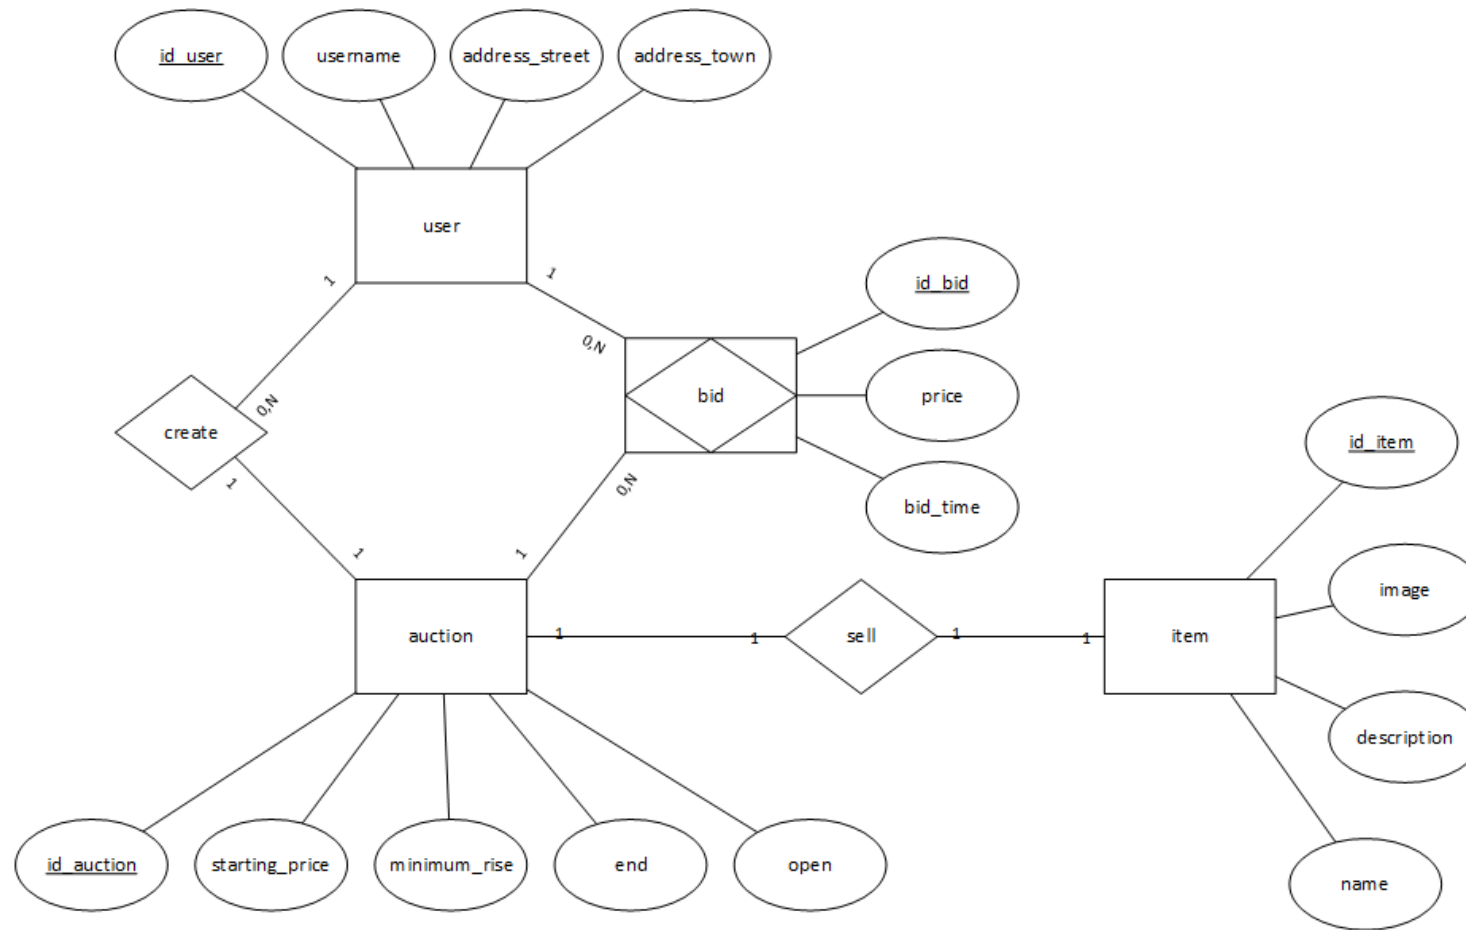 id_user
username
address_street
address_town
user
1
1
id_bid
0,N
bid
price
0,N
create
1
0,N
bid_time
id_item
1
1
image
auction
1
1
sell
1
1
item
description
id_auction
starting_price
minimum_rise
end
open
name